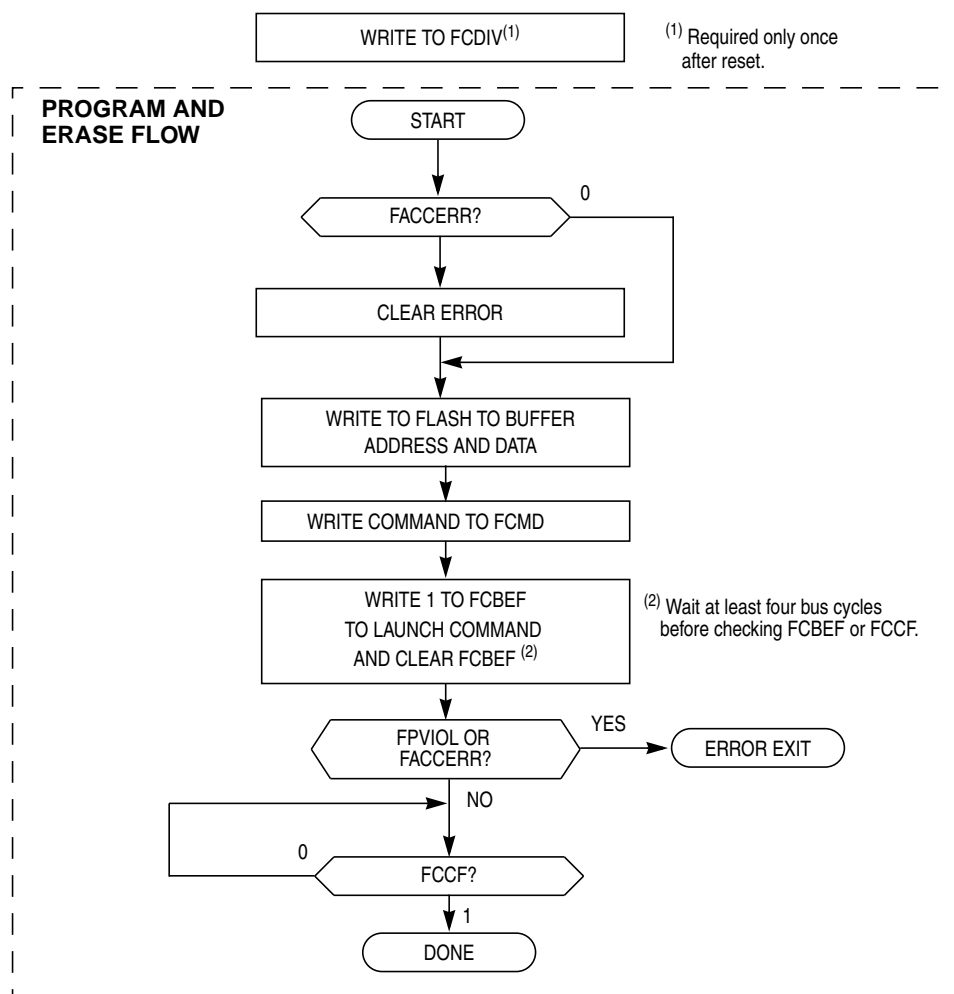 WRITE TO FCDIV(1)
(1) Required only once
after reset.
PROGRAM AND
ERASE FLOW
START
0
FACCERR?
CLEAR ERROR
WRITE TO FLASH TO BUFFER
ADDRESS AND DATA
WRITE COMMAND TO FCMD
WRITE 1 TO FCBEF
TO LAUNCH COMMAND
AND CLEAR FCBEF (2)
(2) Wait at least four bus cycles
before checking FCBEF or FCCF.
FPVIOL OR
FACCERR?
YES
ERROR EXIT
NO
0
FCCF?
1
DONE